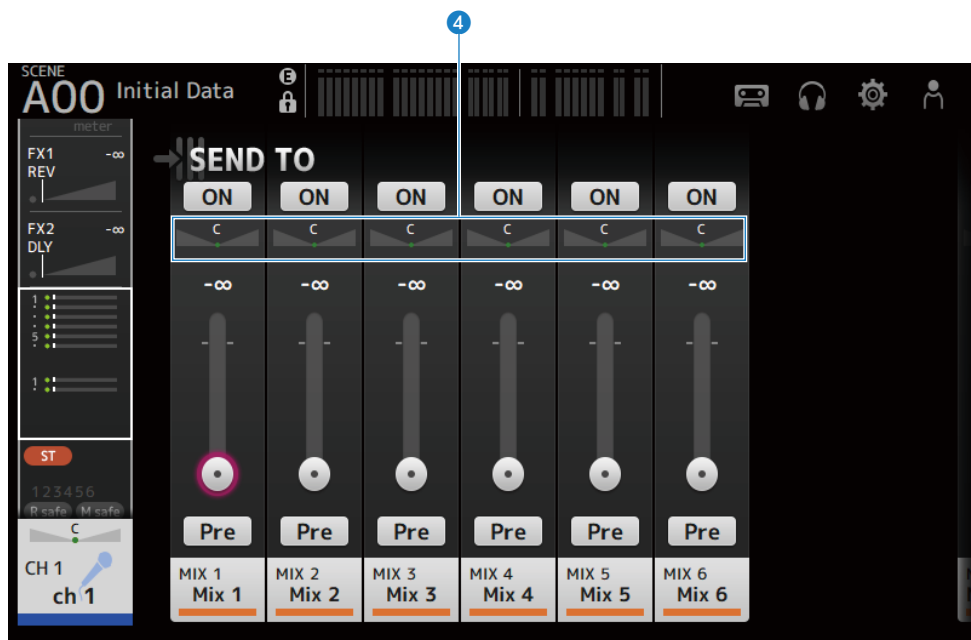 4
SCENE
A00 Initial Data
E
meter
FX1 -∞
REV
FX2 -∞
DLY
1
5
1
ST
123456
R safe M safe
C
CH 1
ch 1
SEND TO
ON ON ON ON ON ON
C C C C C C
-∞ -∞ -∞ -∞ -∞ -∞
Pre Pre Pre Pre Pre Pre
MIX 1 MIX 2 MIX 3 MIX 4 MIX 5 MIX 6
Mix 1 Mix 2 Mix 3 Mix 4 Mix 5 Mix 6